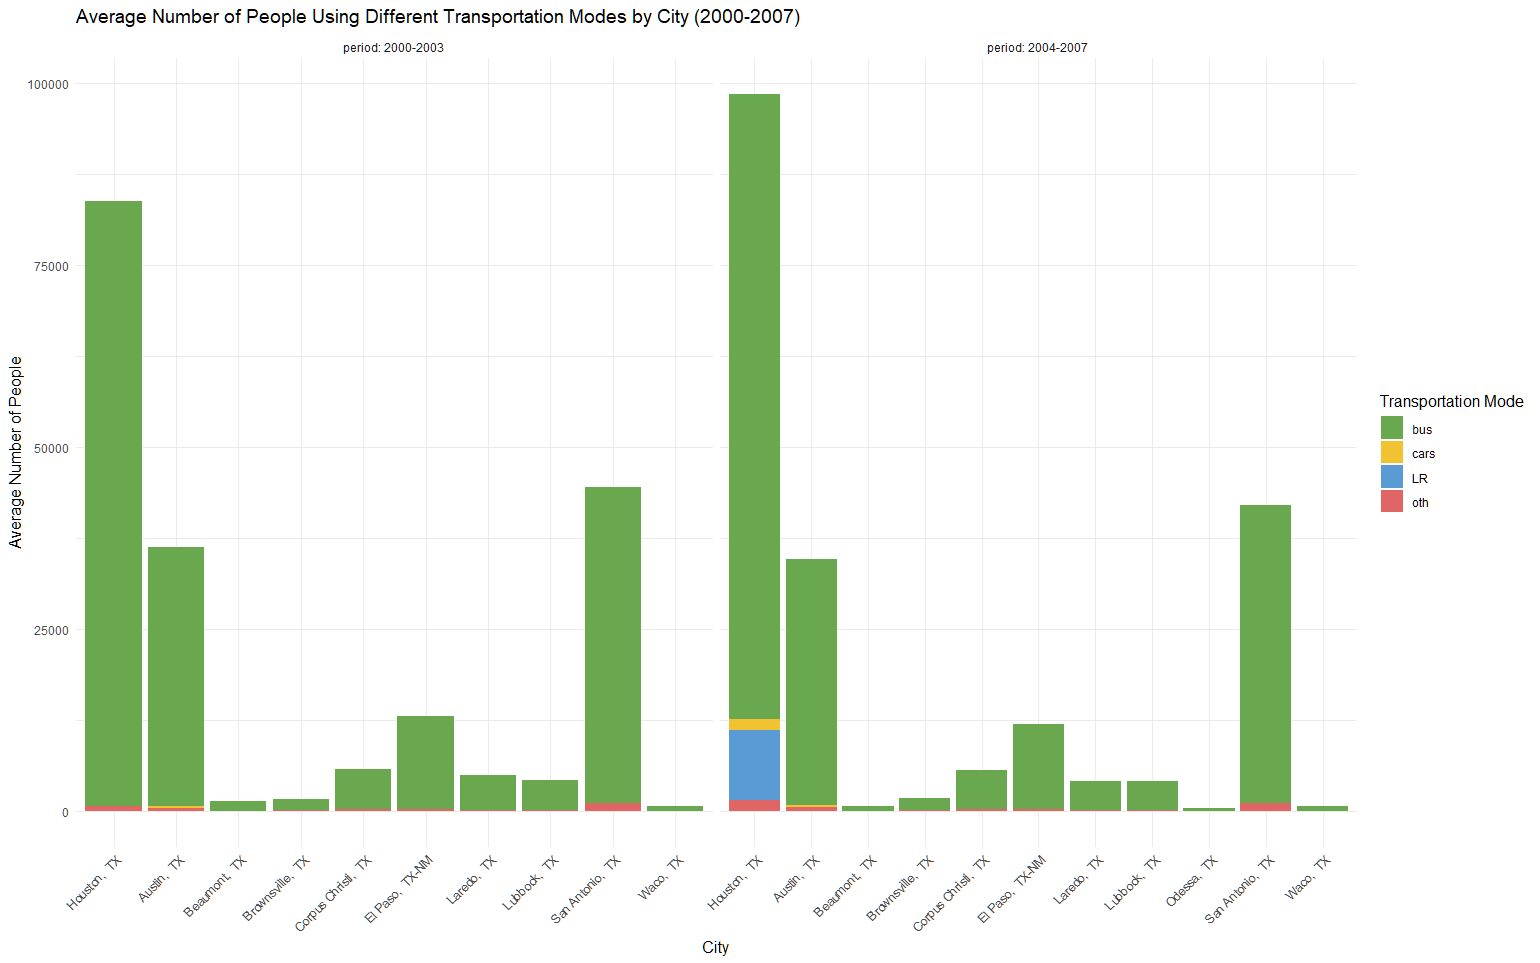 Average Number of People Using Different Transportation Modes by City (2000-2007)
period: 2000-2003
period: 2004-2007
100000
75000
50000
25000
0
Average Number of People
Houston, TX
Austin, TX
Beaumont, TX
Brownsville, TX
Corpus Christi, TX
El Paso, TX-NM
Laredo, TX
Lubbock, TX
San Antonio, TX
Waco, TX
Houston, TX
Austin, TX
Beaumont, TX
Brownsville, TX
Corpus Christi, TX
El Paso, TX-NM
Laredo, TX
Lubbock, TX
Odessa, TX
San Antonio, TX
Waco, TX
City
Transportation Mode
bus
cars
LR
oth